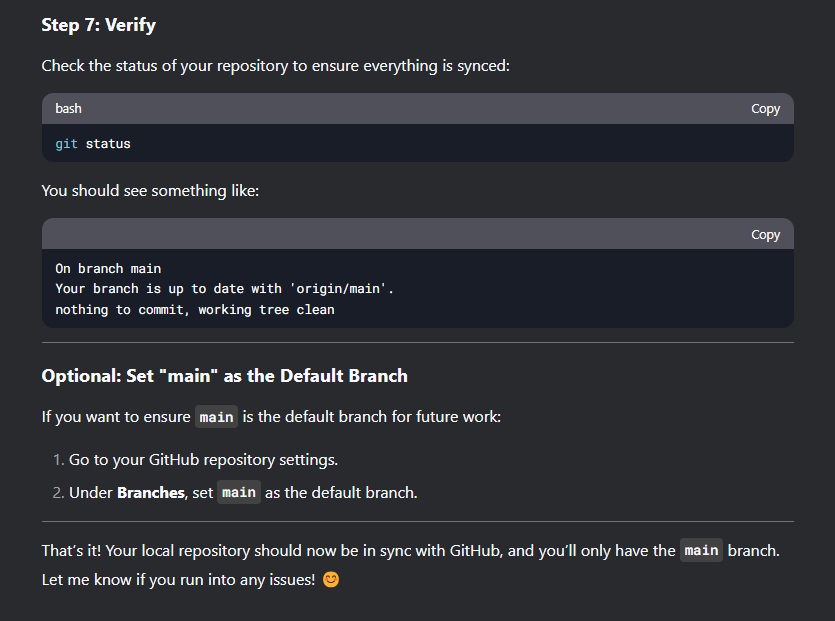 Step 7: Verify
Check the status of your repository to ensure everything is synced:
bash Copy
git status
You should see something like:
Copy
On branch main
Your branch is up to date with 'origin/main'.
nothing to commit, working tree clean
Optional: Set "main" as the Default Branch
If you want to ensure main is the default branch for future work:
1. Go to your GitHub repository settings.
2. Under Branches, set main as the default branch.
That’s it! Your local repository should now be in sync with GitHub, and you’ll only have the main branch.
Let me know if you run into any issues! 😊